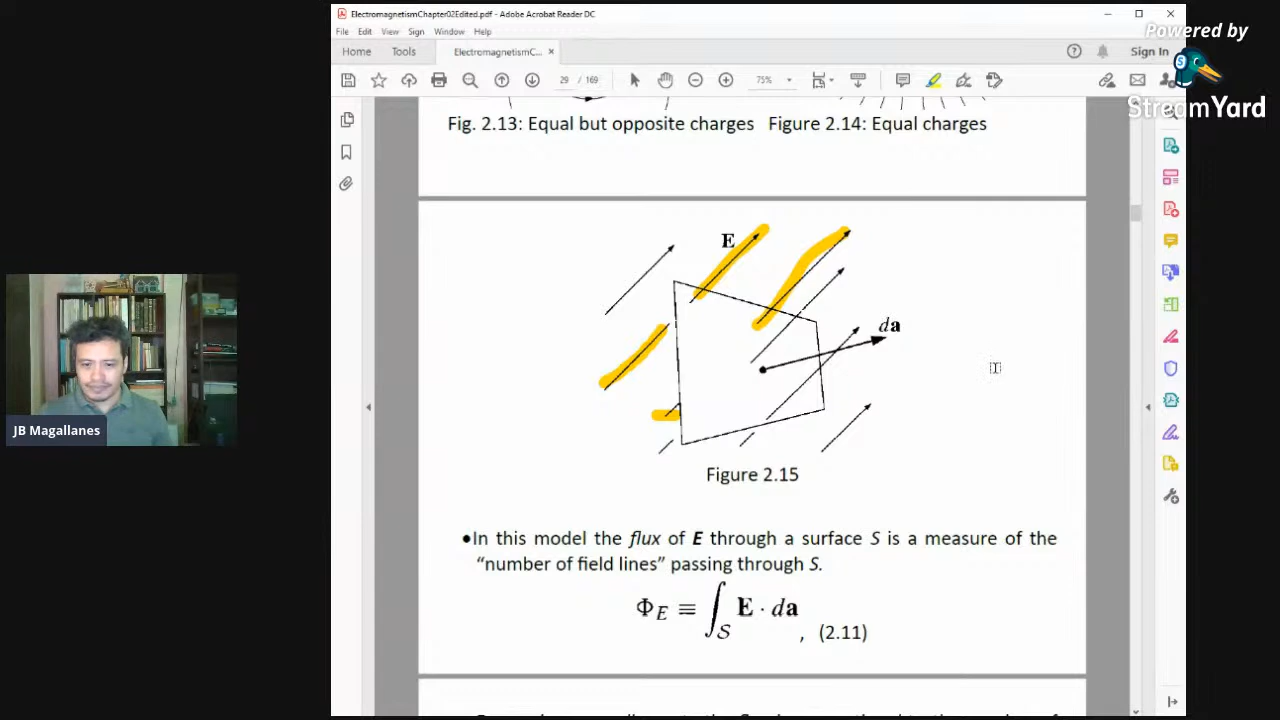 ElectromagnetismChapter02Edited.pdf - Adobe Acrobat Reader DC
File Edit View Sign Window Help
Home Tools ElectromagnetismC... × Sign In
29 / 169 75%
Powered by
StreamYard
Fig. 2.13: Equal but opposite charges Figure 2.14: Equal charges
E
da
Figure 2.15
•In this model the flux of E through a surface S is a measure of the
“number of field lines” passing through S.
Φ_E ≡ ∫_S E · da , (2.11)
JB Magallanes